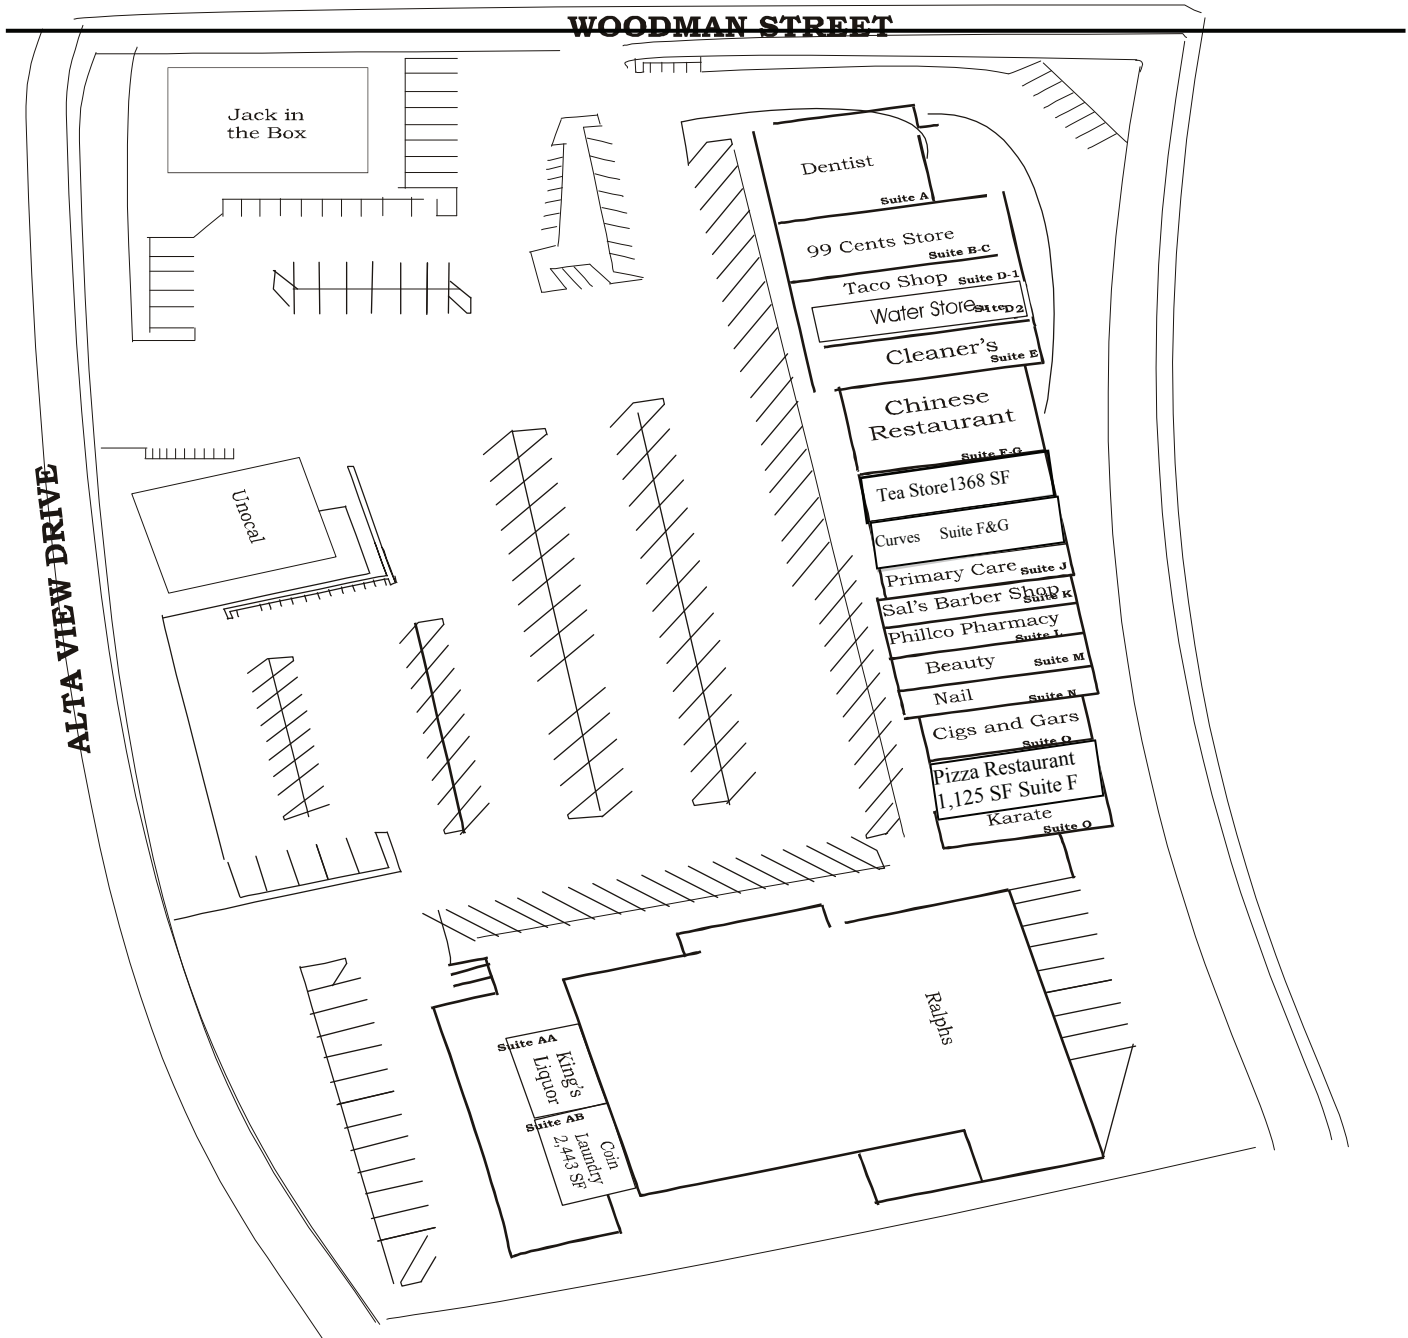 WOODMAN STREET
Jack in
the Box
Dentist
Suite A
99 Cents Store
Suite B-C
Taco Shop Suite D-1
Water Store Suite D2
Cleaner's
Suite E
Chinese
Restaurant
Suite F-G
Tea Store1368 SF
Curves Suite F&G
Primary Care Suite J
Sal's Barber Shop
Suite K
Phillco Pharmacy
Suite L
Beauty Suite M
Nail Suite N
Cigs and Gars
Suite O
Pizza Restaurant
1,125 SF Suite F
Karate
Suite Q
Unocal
ALTA VIEW DRIVE
Ralphs
Suite AA
King's
Liquor
Suite AB
Coin
Laundry
2,443 SF